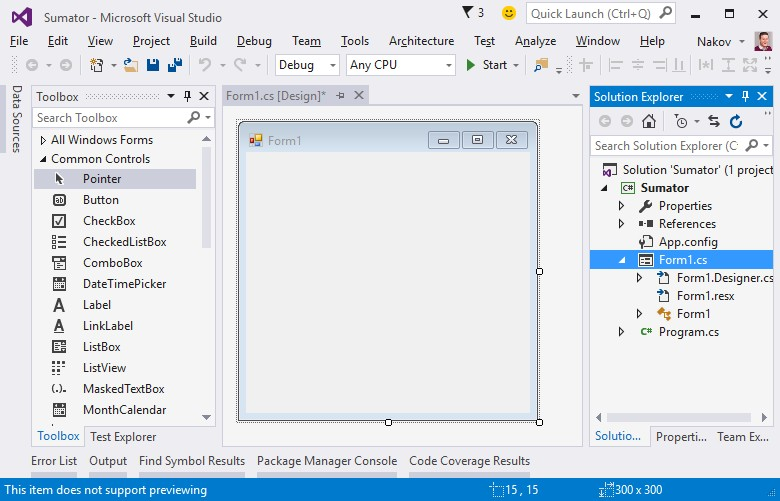 Sumator - Microsoft Visual Studio
3
Quick Launch (Ctrl+Q)
File Edit View Project Build Debug Team Tools Architecture Test Analyze Window Help Nakov
Debug Any CPU Start
Data Sources
Toolbox
Search Toolbox
All Windows Forms
Common Controls
Pointer
Button
CheckBox
CheckedListBox
ComboBox
DateTimePicker
Label
LinkLabel
ListBox
ListView
MaskedTextBox
MonthCalendar
Toolbox Test Explorer
Form1.cs [Design]*
Form1
Solution Explorer
Search Solution Explorer (C
Solution 'Sumator' (1 project
Sumator
Properties
References
App.config
Form1.cs
Form1.Designer.cs
Form1.resx
Form1
Program.cs
Solutio... Properti... Team Ex...
Error List Output Find Symbol Results Package Manager Console Code Coverage Results
This item does not support previewing 15 , 15 300 x 300